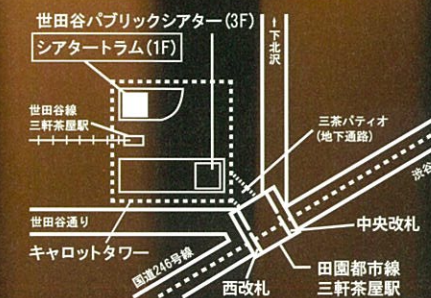 世田谷パブリックシアター(3F)
シアタートラム(1F)
↑下北沢
世田谷線
三軒茶屋駅
三茶パティオ
(地下通路)
渋谷
世田谷通り
中央改札
キャロットタワー
国道246号線
西改札
田園都市線
三軒茶屋駅